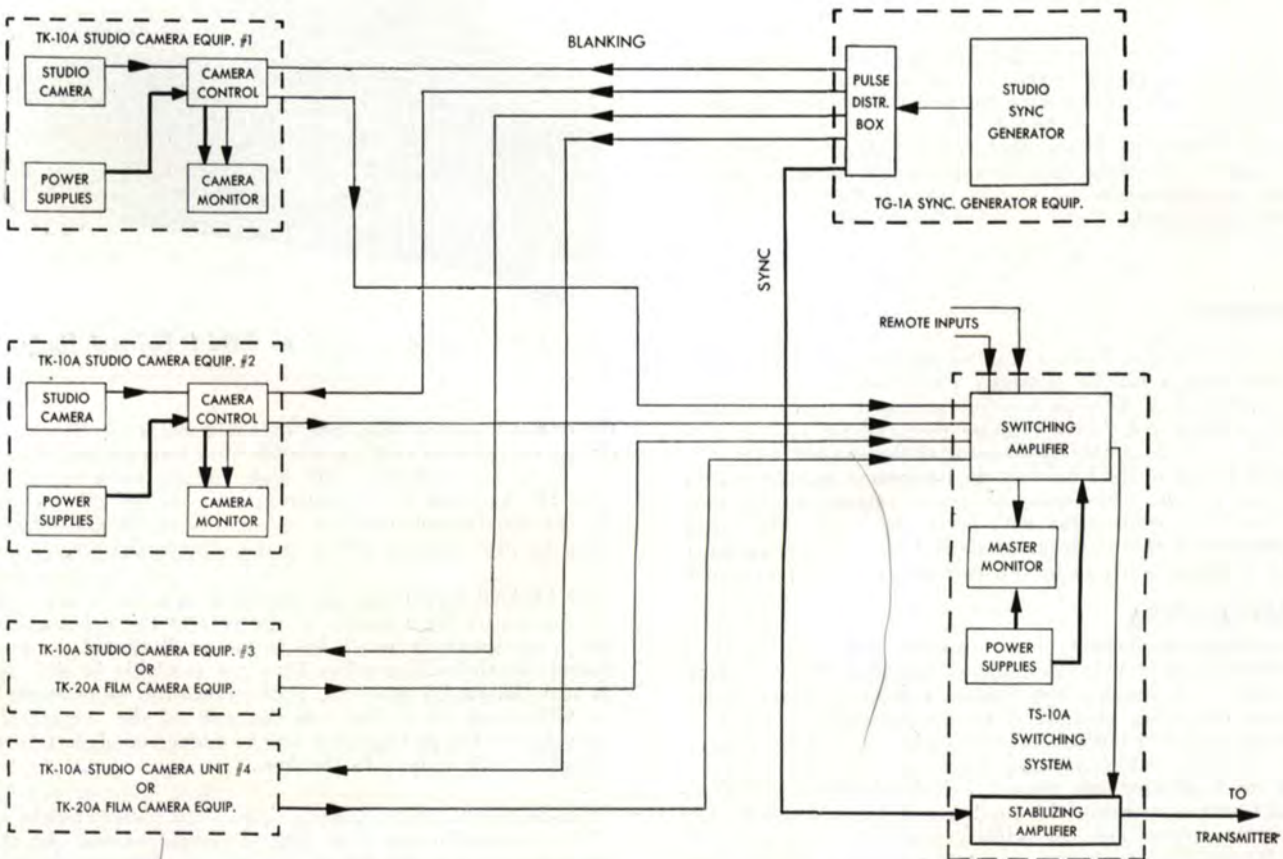 TK-10A STUDIO CAMERA EQUIP. #1
STUDIO
CAMERA
CAMERA
CONTROL
POWER
SUPPLIES
CAMERA
MONITOR
BLANKING
PULSE
DISTR.
BOX
STUDIO
SYNC
GENERATOR
TG-1A SYNC. GENERATOR EQUIP.
SYNC
TK-10A STUDIO CAMERA EQUIP. #2
STUDIO
CAMERA
CAMERA
CONTROL
POWER
SUPPLIES
CAMERA
MONITOR
REMOTE INPUTS
SWITCHING
AMPLIFIER
MASTER
MONITOR
POWER
SUPPLIES
TS-10A
SWITCHING
SYSTEM
STABILIZING
AMPLIFIER
TO
TRANSMITTER
TK-10A STUDIO CAMERA EQUIP. #3
OR
TK-20A FILM CAMERA EQUIP.
TK-10A STUDIO CAMERA UNIT #4
OR
TK-20A FILM CAMERA EQUIP.